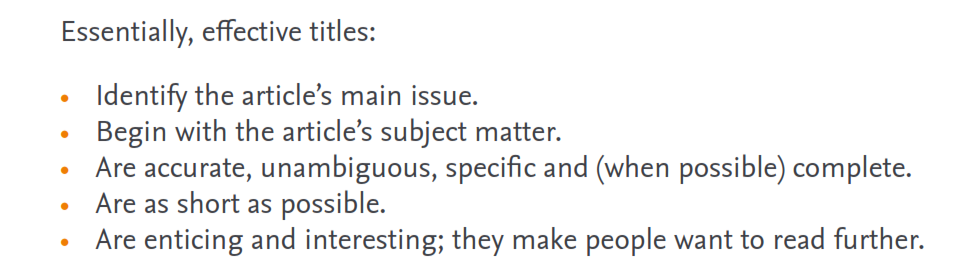 Essentially, effective titles:
• Identify the article’s main issue.
• Begin with the article’s subject matter.
• Are accurate, unambiguous, specific and (when possible) complete.
• Are as short as possible.
• Are enticing and interesting; they make people want to read further.